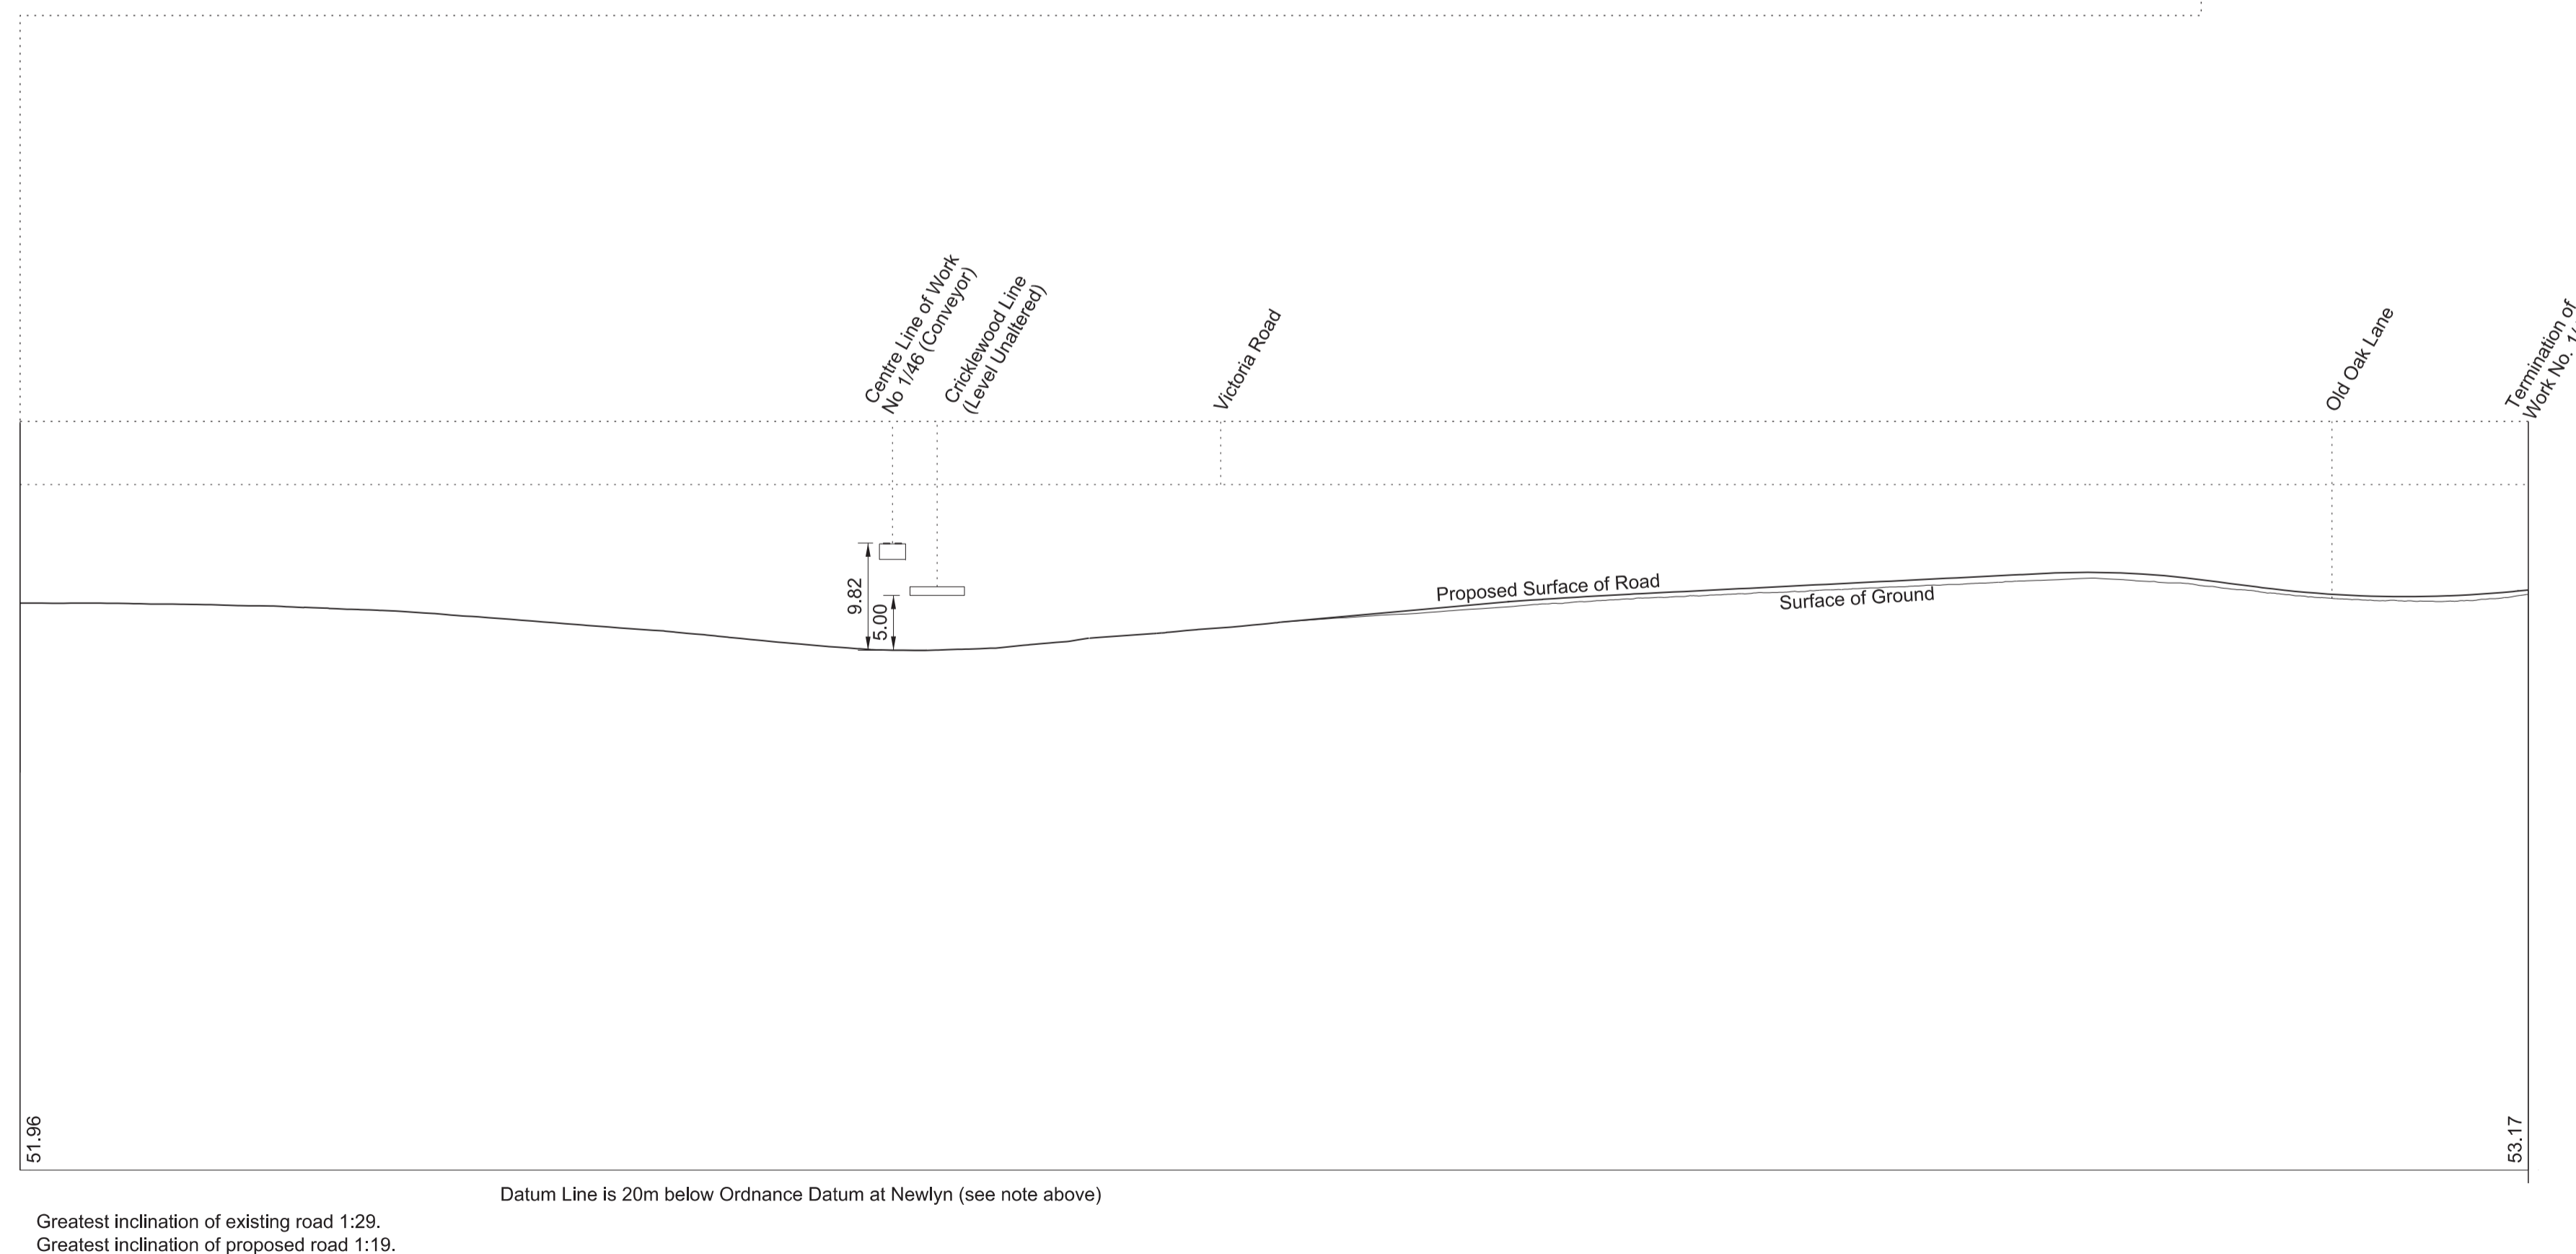 Centre Line of Work
No 1/46 (Conveyor)
Cricklewood Line
(Level Unaltered)
Victoria Road
Old Oak Lane
Termination of
Work No.
9.82
5.00
Proposed Surface of Road
Surface of Ground
51.96
53.17
Datum Line is 20m below Ordnance Datum at Newlyn (see note above)
Greatest inclination of existing road 1:29.
Greatest inclination of proposed road 1:19.